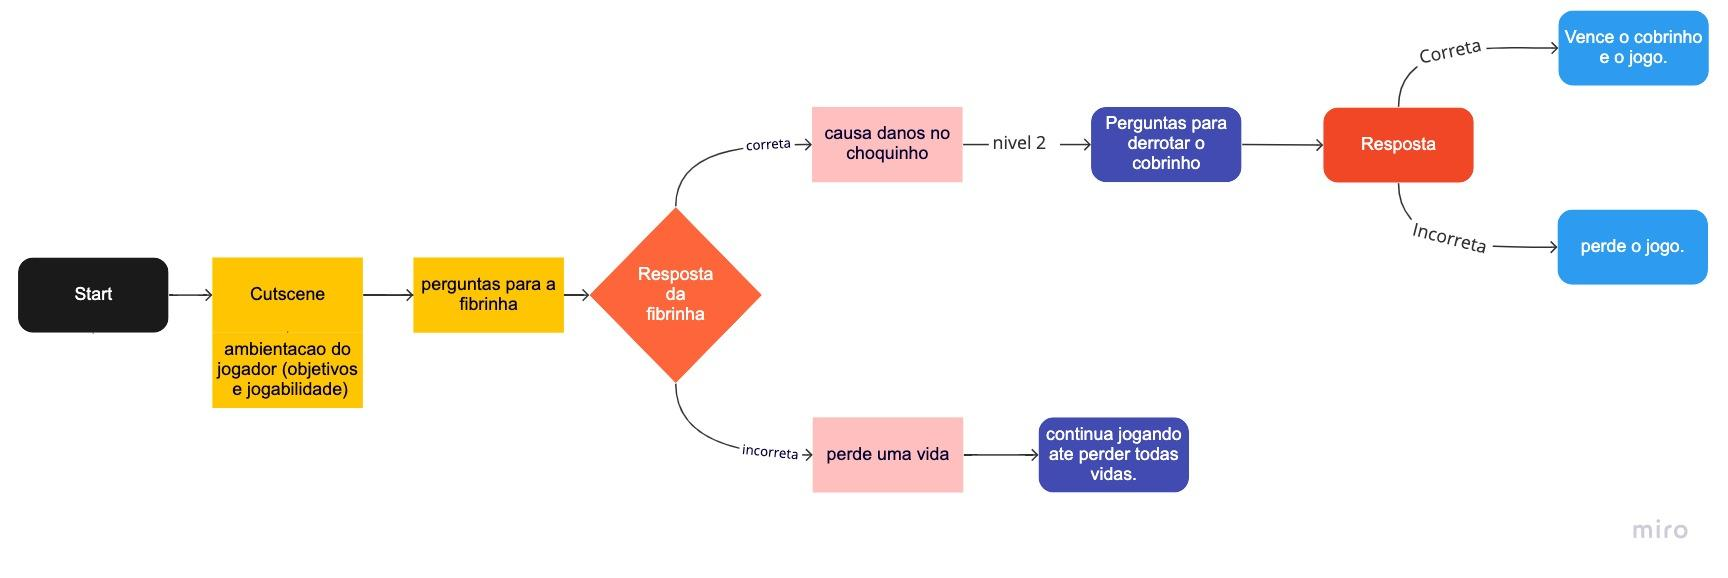 Start
Cutscene
ambientacao do
jogador (objetivos
e jogabilidade)
perguntas para a
fibrinha
Resposta
da
fibrinha
correta
causa danos no
choquinho
nivel 2
Perguntas para
derrotar o
cobrinho
Resposta
Correta
Vence o cobrinho
e o jogo.
Incorreta
perde o jogo.
incorreta
perde uma vida
continua jogando
ate perder todas
vidas.
miro